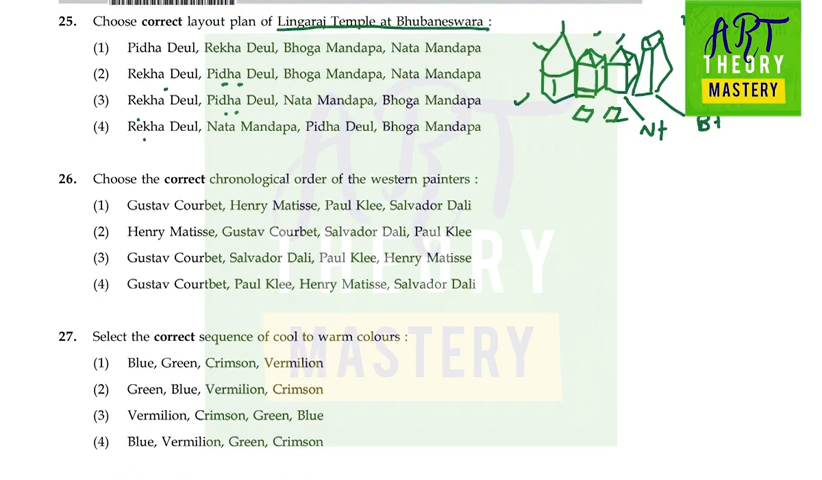 25. Choose correct layout plan of Lingaraj Temple at Bhubaneswara :
(1) Pidha Deul, Rekha Deul, Bhoga Mandapa, Nata Mandapa
(2) Rekha Deul, Pidha Deul, Bhoga Mandapa, Nata Mandapa
(3) Rekha Deul, Pidha Deul, Nata Mandapa, Bhoga Mandapa
(4) Rekha Deul, Nata Mandapa, Pidha Deul, Bhoga Mandapa
Nt
ART
THEORY
MASTERY
26. Choose the correct chronological order of the western painters :
(1) Gustav Courbet, Henry Matisse, Paul Klee, Salvador Dali
(2) Henry Matisse, Gustav Courbet, Salvador Dali, Paul Klee
(3) Gustav Courbet, Salvador Dali, Paul Klee, Henry Matisse
(4) Gustav Courtbet, Paul Klee, Henry Matisse, Salvador Dali
27. Select the correct sequence of cool to warm colours :
(1) Blue, Green, Crimson, Vermilion
(2) Green, Blue, Vermilion, Crimson
(3) Vermilion, Crimson, Green, Blue
(4) Blue, Vermilion, Green, Crimson
ART
THEORY
MASTERY